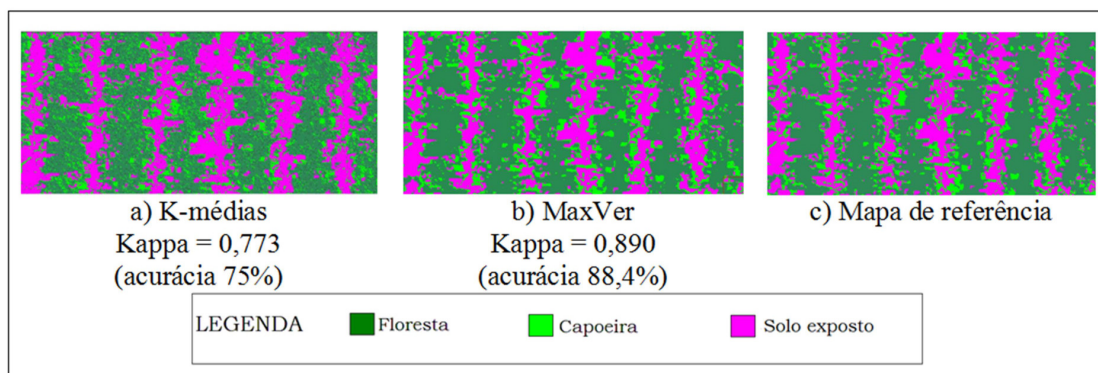 a) K-médias
Kappa = 0,773
(acurácia 75%)
b) MaxVer
Kappa = 0,890
(acurácia 88,4%)
c) Mapa de referência
LEGENDA
Floresta
Capoeira
Solo exposto